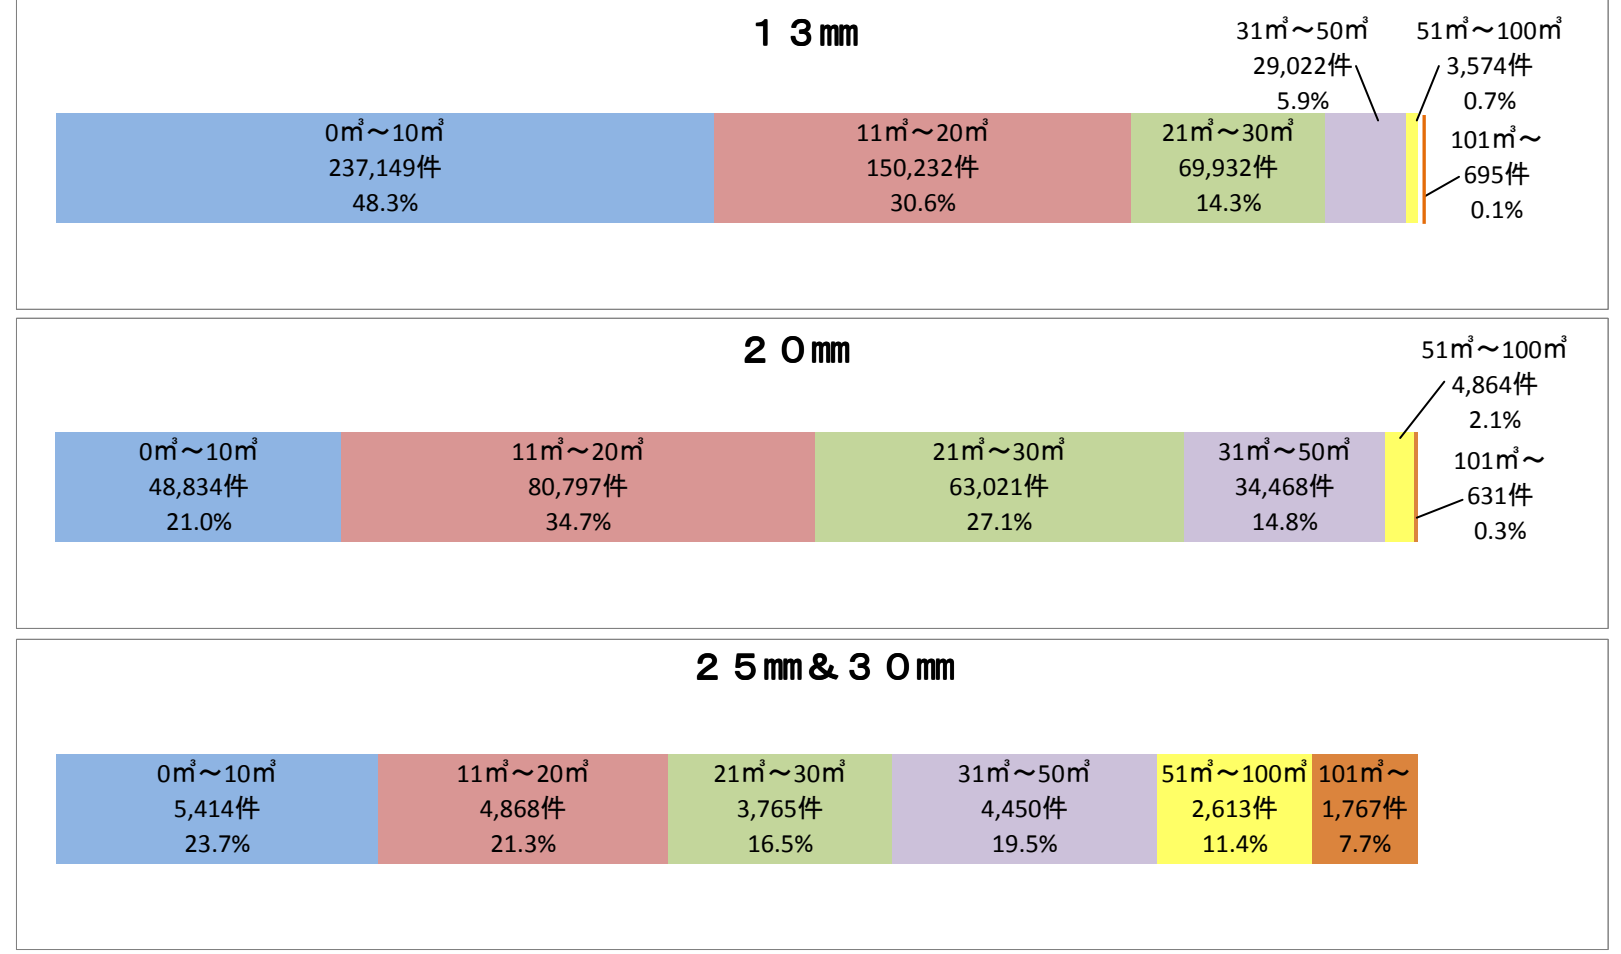 １３㎜
31㎥～50㎥
29,022件
5.9%
51㎥～100㎥
3,574件
0.7%
0㎥～10㎥
237,149件
48.3%
11㎥～20㎥
150,232件
30.6%
21㎥～30㎥
69,932件
14.3%
101㎥～
695件
0.1%
２０㎜
51㎥～100㎥
4,864件
2.1%
0㎥～10㎥
48,834件
21.0%
11㎥～20㎥
80,797件
34.7%
21㎥～30㎥
63,021件
27.1%
31㎥～50㎥
34,468件
14.8%
101㎥～
631件
0.3%
２５㎜＆３０㎜
0㎥～10㎥
5,414件
23.7%
11㎥～20㎥
4,868件
21.3%
21㎥～30㎥
3,765件
16.5%
31㎥～50㎥
4,450件
19.5%
51㎥～100㎥
2,613件
11.4%
101㎥～
1,767件
7.7%